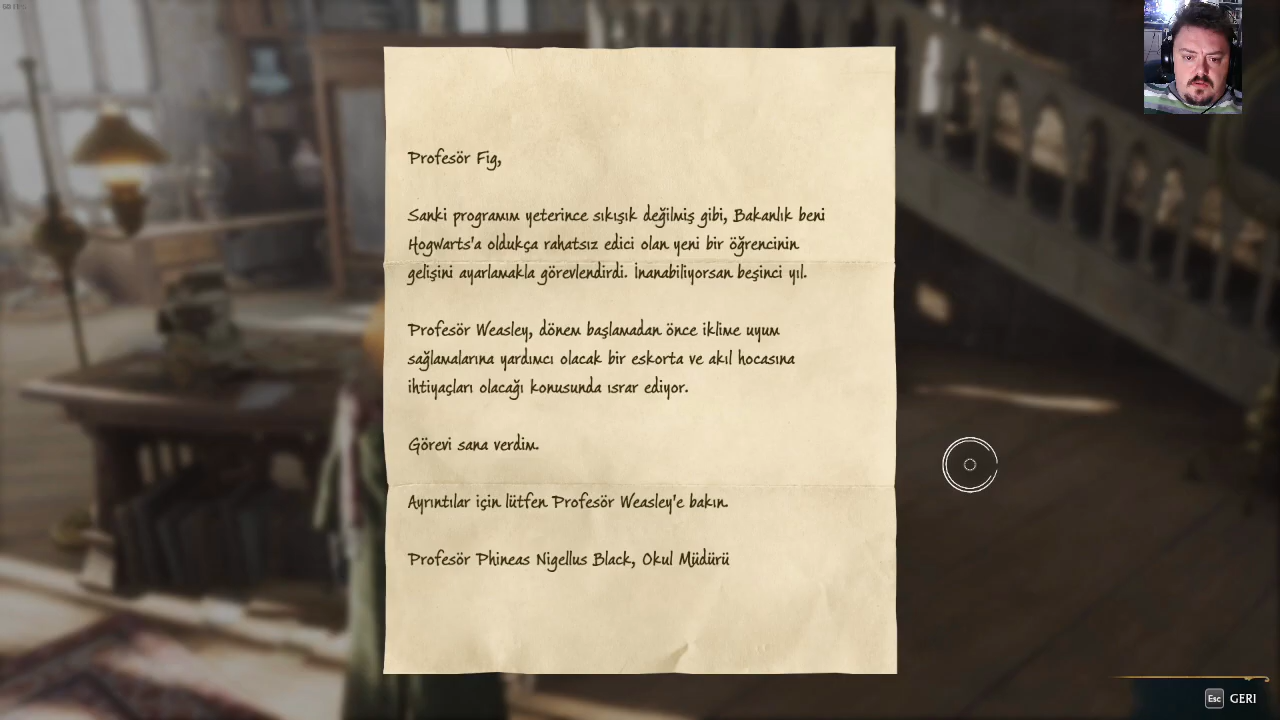 Profesör Fig,
Sanki programım yeterince sıkışık değilmiş gibi, Bakanlık beni
Hogwarts'a oldukça rahatsız edici olan yeni bir öğrencinin
gelişini ayarlamakla görevlendirdi. İnanabiliyorsan beşinci yıl.
Profesör Weasley, dönem başlamadan önce iklime uyum
sağlamalarına yardımcı olacak bir eskorta ve akıl hocasına
ihtiyaçları olacağı konusunda ısrar ediyor.
Görevi sana verdim.
Ayrıntılar için lütfen Profesör Weasley'e bakın.
Profesör Phineas Nigellus Black, Okul Müdürü
Esc GERI